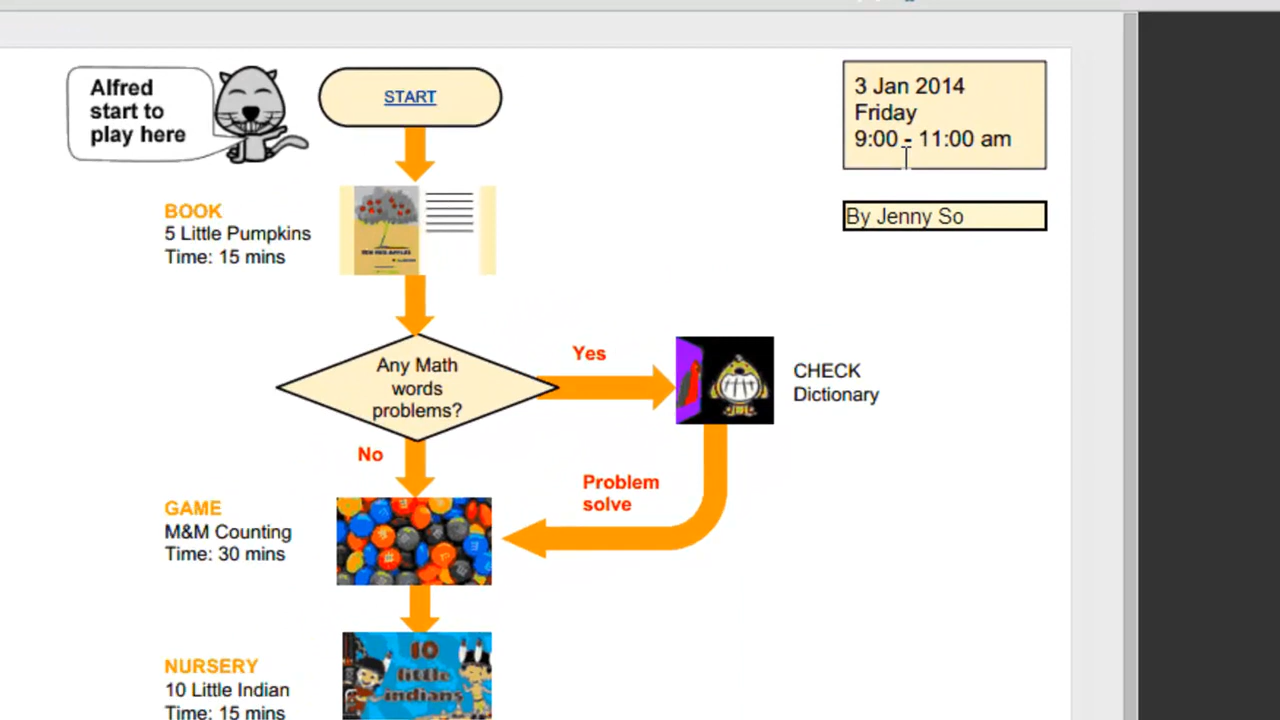 Alfred
start to
play here
START
3 Jan 2014
Friday
9:00 - 11:00 am
By Jenny So
BOOK
5 Little Pumpkins
Time: 15 mins
Any Math
words
problems?
Yes
CHECK
Dictionary
No
Problem
solve
GAME
M&M Counting
Time: 30 mins
NURSERY
10 Little Indian
Time: 15 mins
10
little
indians